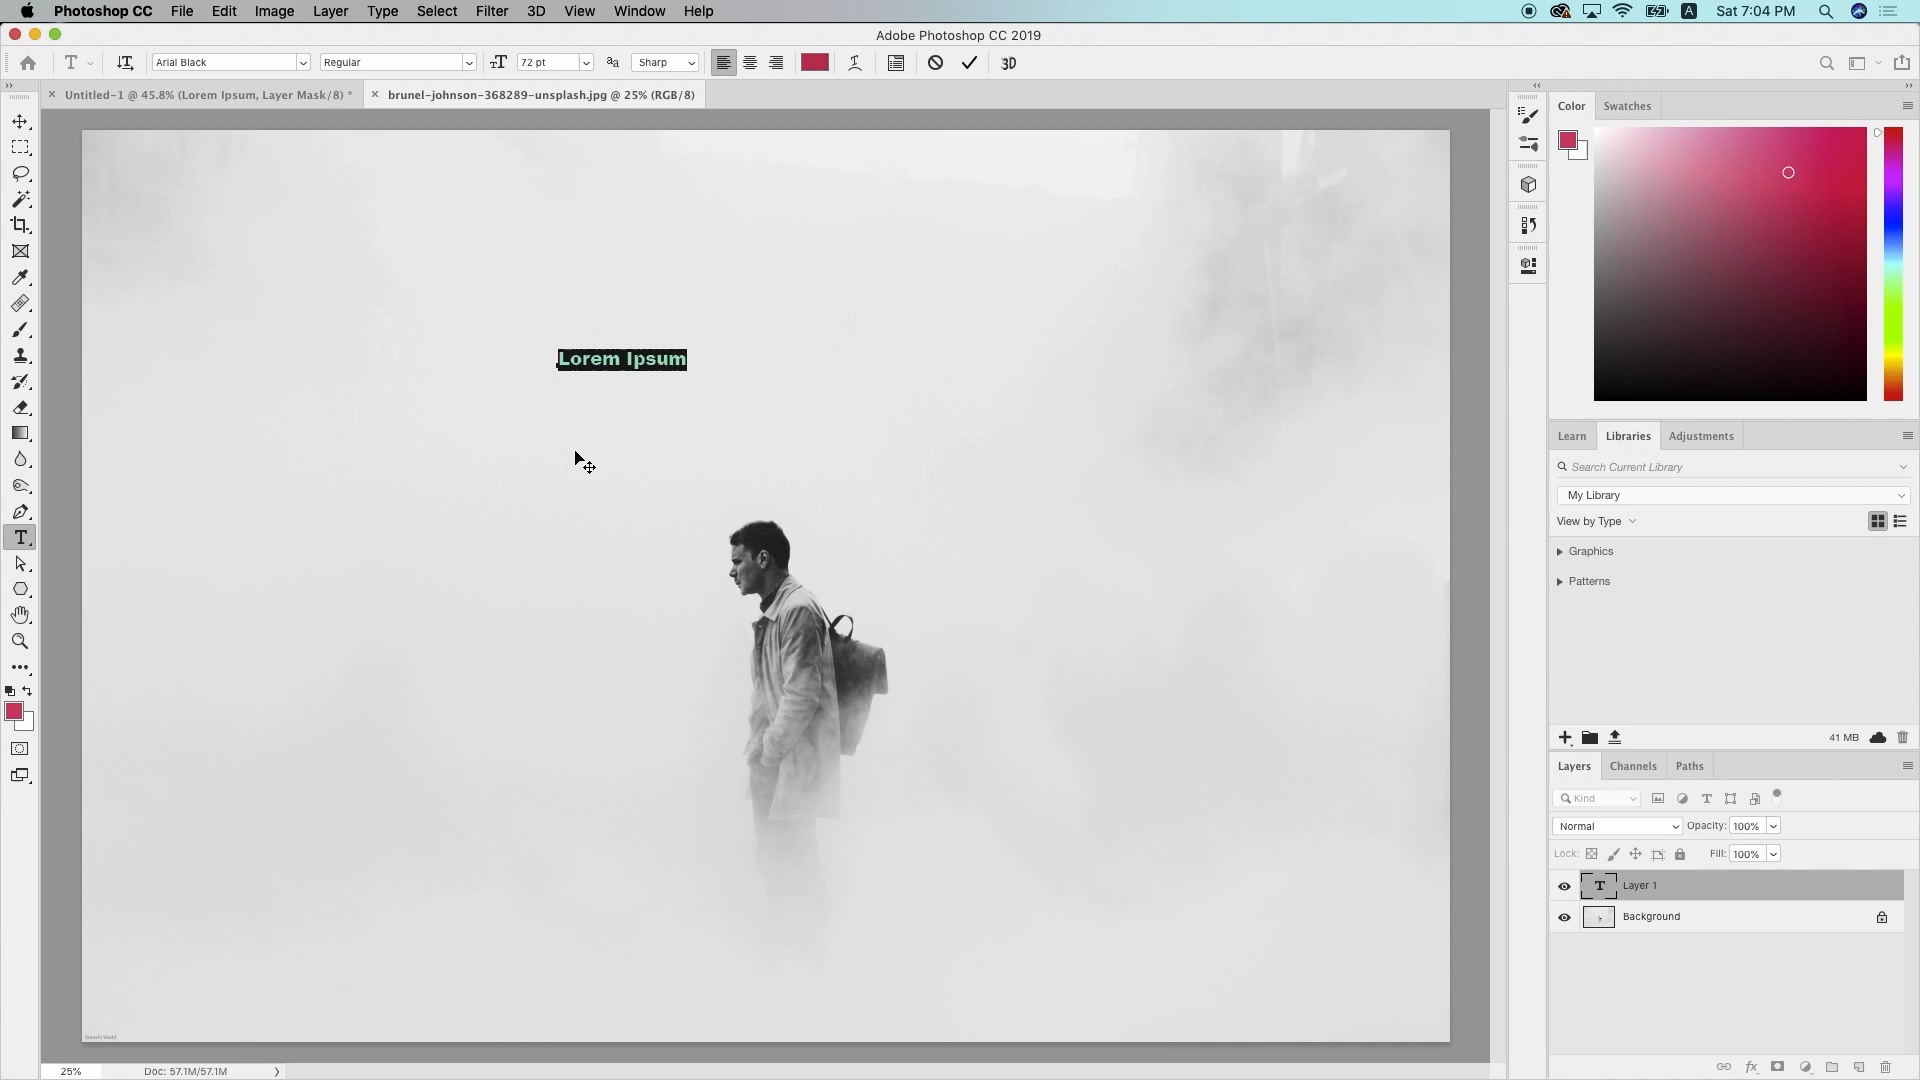 Photoshop CC File Edit Image Layer Type Select Filter 3D View Window Help A Sat 7:04 PM
Adobe Photoshop CC 2019
T T Arial Black Regular TT 72 pt aa Sharp 3D
Untitled-1 @ 45.8% (Lorem Ipsum, Layer Mask/8) * brunel-johnson-368289-unsplash.jpg @ 25% (RGB/8)
Color Swatches
Lorem Ipsum
Learn Libraries Adjustments
Search Current Library
My Library
View by Type
T
Graphics
Patterns
41 MB
Layers Channels Paths
Kind T
Normal Opacity: 100%
Lock: Fill: 100%
T Layer 1
Background
fx
25% Doc: 57.1M/57.1M